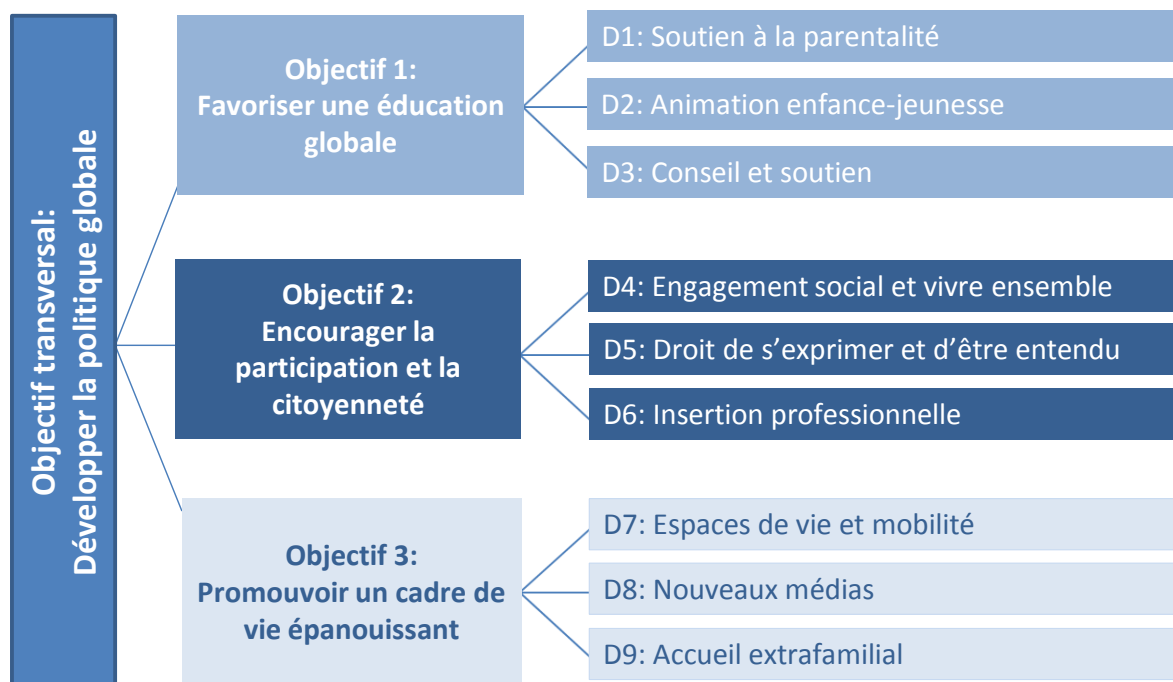 Objectif transversal:
Développer la politique globale
Objectif 1:
Favoriser une éducation
globale
D1: Soutien à la parentalité
D2: Animation enfance-jeunesse
D3: Conseil et soutien
Objectif 2:
Encourager la
participation et la
citoyenneté
D4: Engagement social et vivre ensemble
D5: Droit de s’exprimer et d’être entendu
D6: Insertion professionnelle
Objectif 3:
Promouvoir un cadre de
vie épanouissant
D7: Espaces de vie et mobilité
D8: Nouveaux médias
D9: Accueil extrafamilial